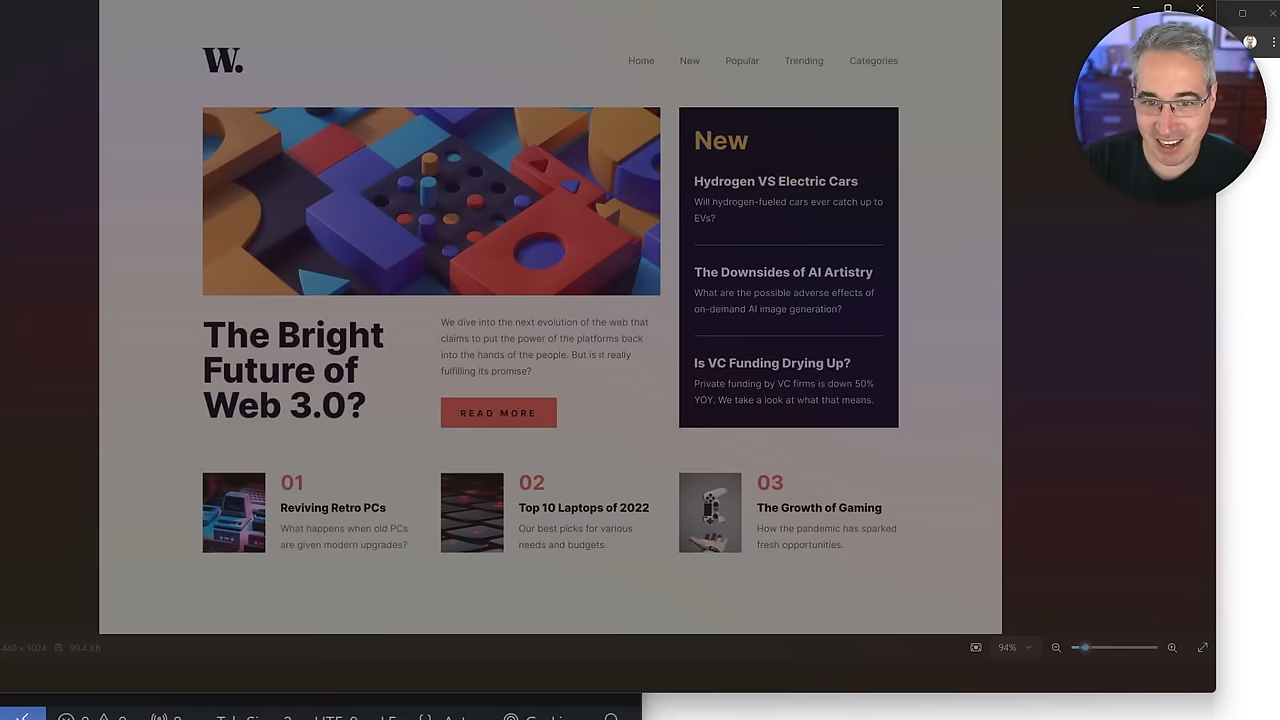 W.
Home New Popular Trending Categories
New
Hydrogen VS Electric Cars
Will hydrogen-fueled cars ever catch up to
EVs?
The Downsides of AI Artistry
What are the possible adverse effects of
on-demand AI image generation?
Is VC Funding Drying Up?
Private funding by VC firms is down 50%
YOY. We take a look at what that means.
The Bright
Future of
Web 3.0?
We dive into the next evolution of the web that
claims to put the power of the platforms back
into the hands of the people. But is it really
fulfilling its promise?
READ MORE
01
Reviving Retro PCs
What happens when old PCs
are given modern upgrades?
02
Top 10 Laptops of 2022
Our best picks for various
needs and budgets.
03
The Growth of Gaming
How the pandemic has sparked
fresh opportunities.
440 x 1024 99.4 KB 94%